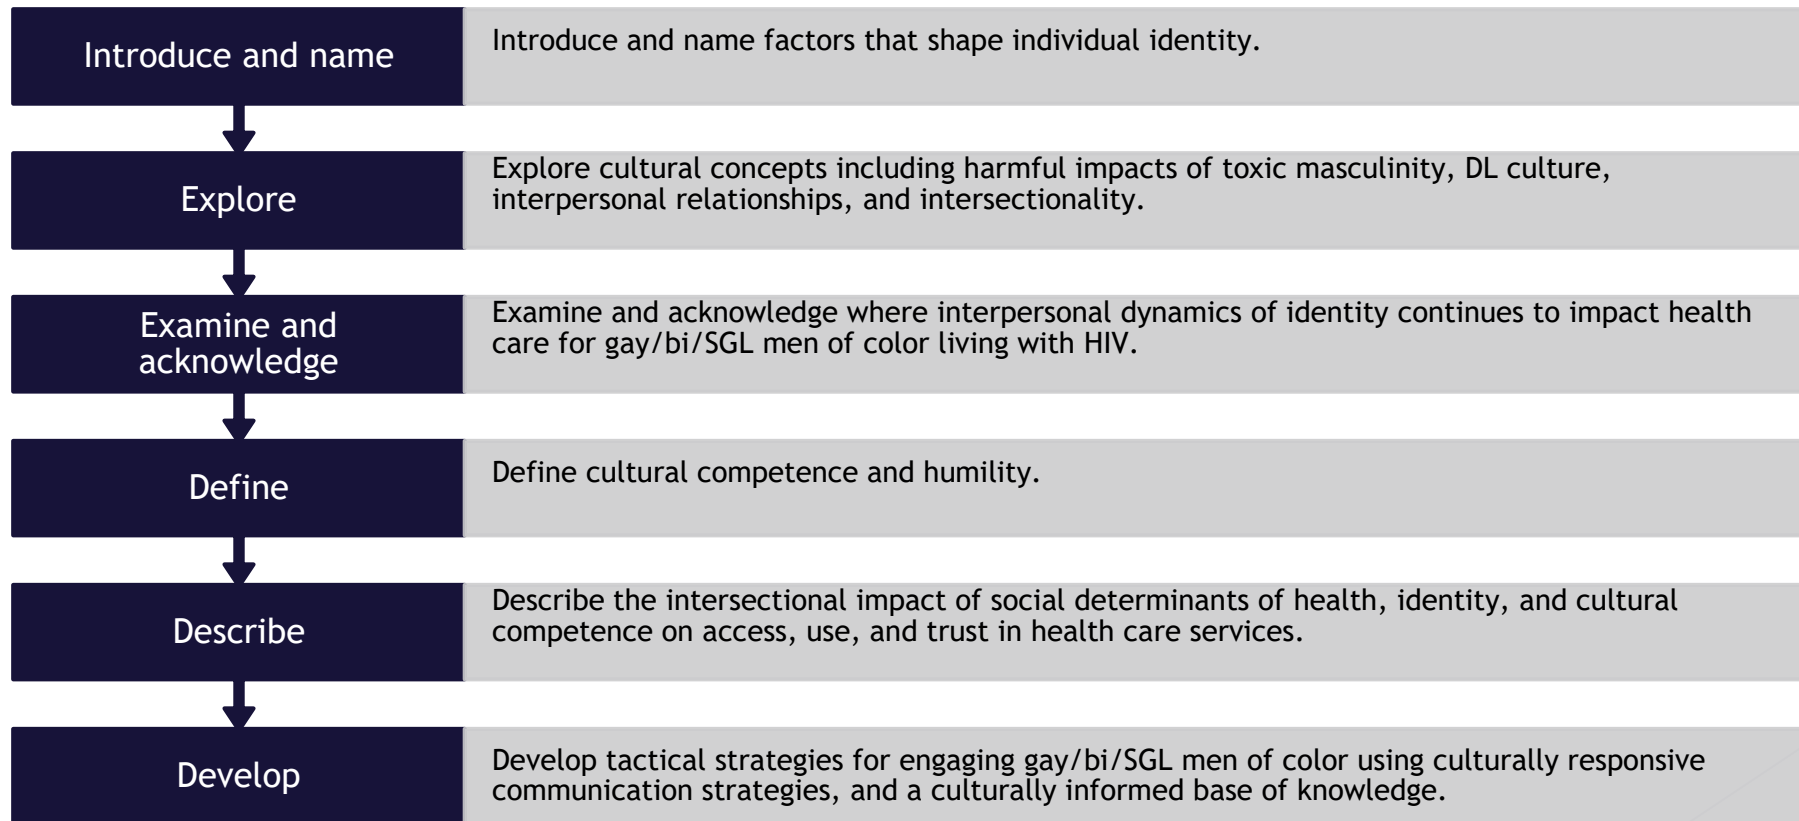 Introduce and name
Introduce and name factors that shape individual identity.
Explore
Explore cultural concepts including harmful impacts of toxic masculinity, DL culture,
interpersonal relationships, and intersectionality.
Examine and
acknowledge
Examine and acknowledge where interpersonal dynamics of identity continues to impact health
care for gay/bi/SGL men of color living with HIV.
Define
Define cultural competence and humility.
Describe
Describe the intersectional impact of social determinants of health, identity, and cultural
competence on access, use, and trust in health care services.
Develop
Develop tactical strategies for engaging gay/bi/SGL men of color using culturally responsive
communication strategies, and a culturally informed base of knowledge.